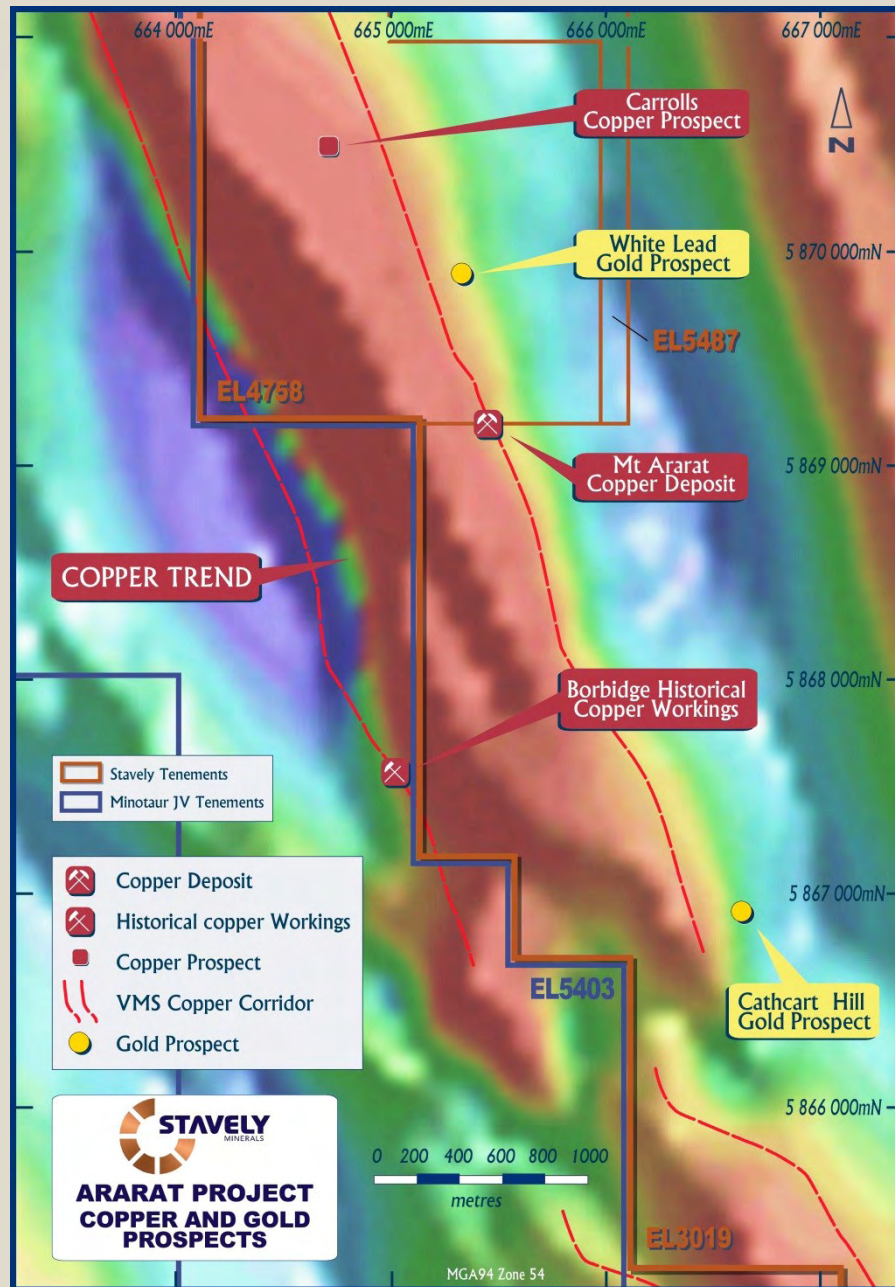 664 000mE
665 000mE
666 000mE
667 000mE
Carrolls
Copper Prospect
N
White Lead
Gold Prospect
5 870 000mN
EL5487
EL4758
Mt Ararat
Copper Deposit
5 869 000mN
COPPER TREND
Borbidge Historical
Copper Workings
5 868 000mN
Stavely Tenements
Minotaur JV Tenements
Copper Deposit
Historical copper Workings
Copper Prospect
VMS Copper Corridor
Gold Prospect
5 867 000mN
EL5403
Cathcart Hill
Gold Prospect
5 866 000mN
STAVELY
MINERALS
ARARAT PROJECT
COPPER AND GOLD
PROSPECTS
0 200 400 600 800 1000
metres
EL3019
MGA94 Zone 54